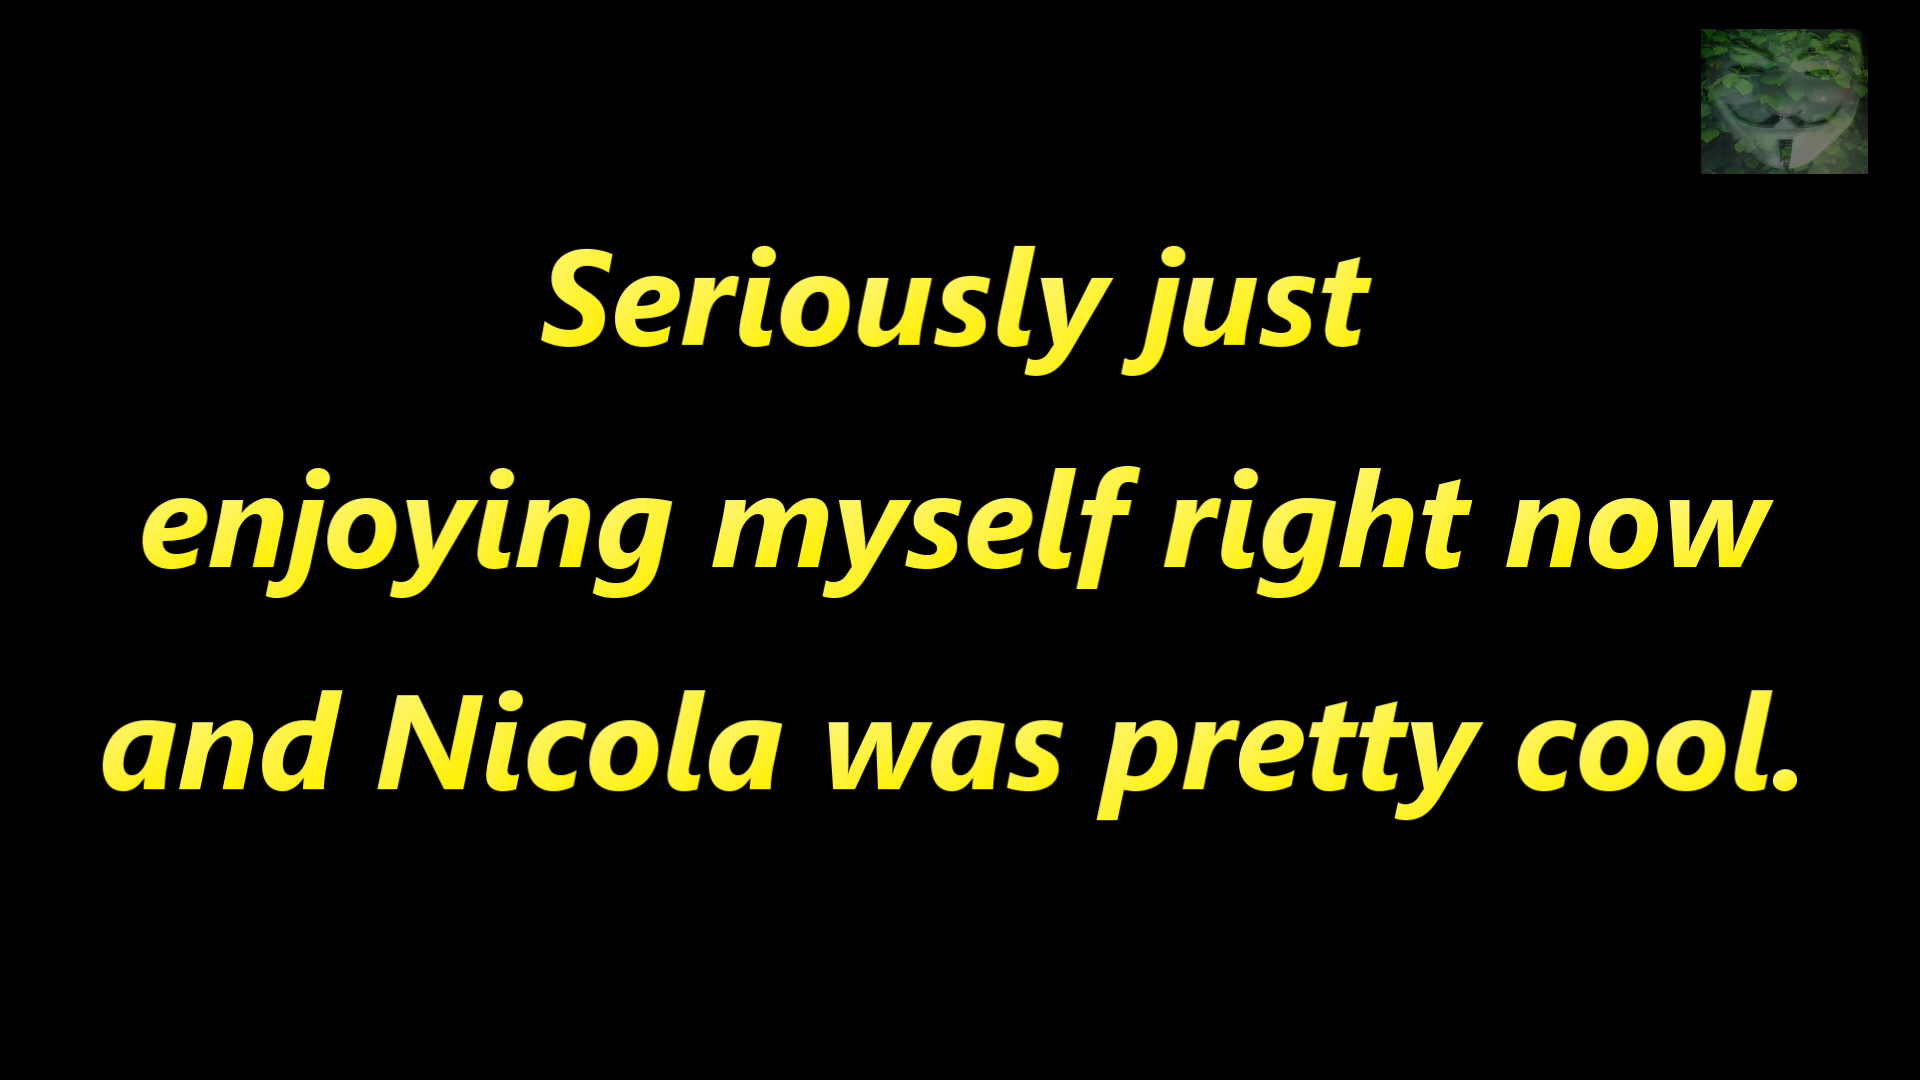 Seriously just
enjoying myself right now
and Nicola was pretty cool.